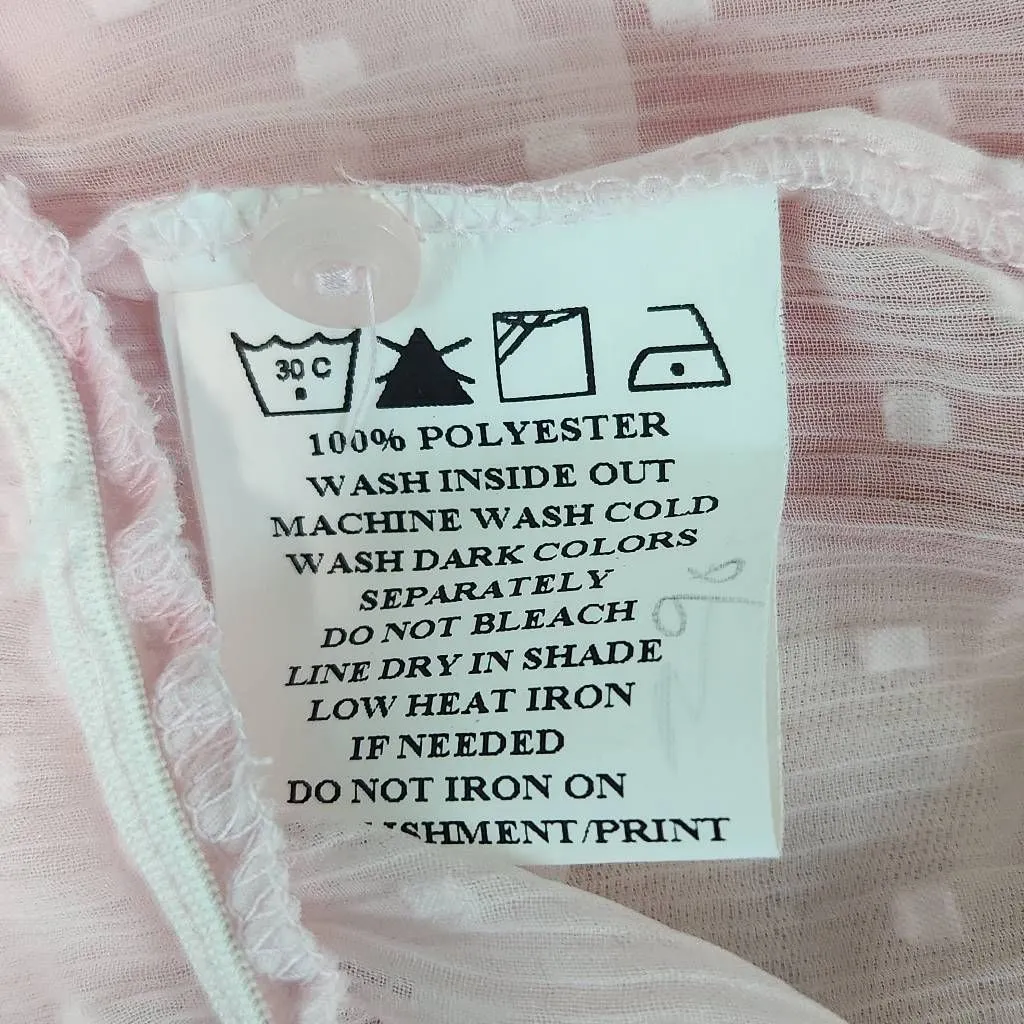 30 C
100% POLYESTER
WASH INSIDE OUT
MACHINE WASH COLD
WASH DARK COLORS
SEPARATELY
DO NOT BLEACH
LINE DRY IN SHADE
LOW HEAT IRON
IF NEEDED
DO NOT IRON ON
/PRINT